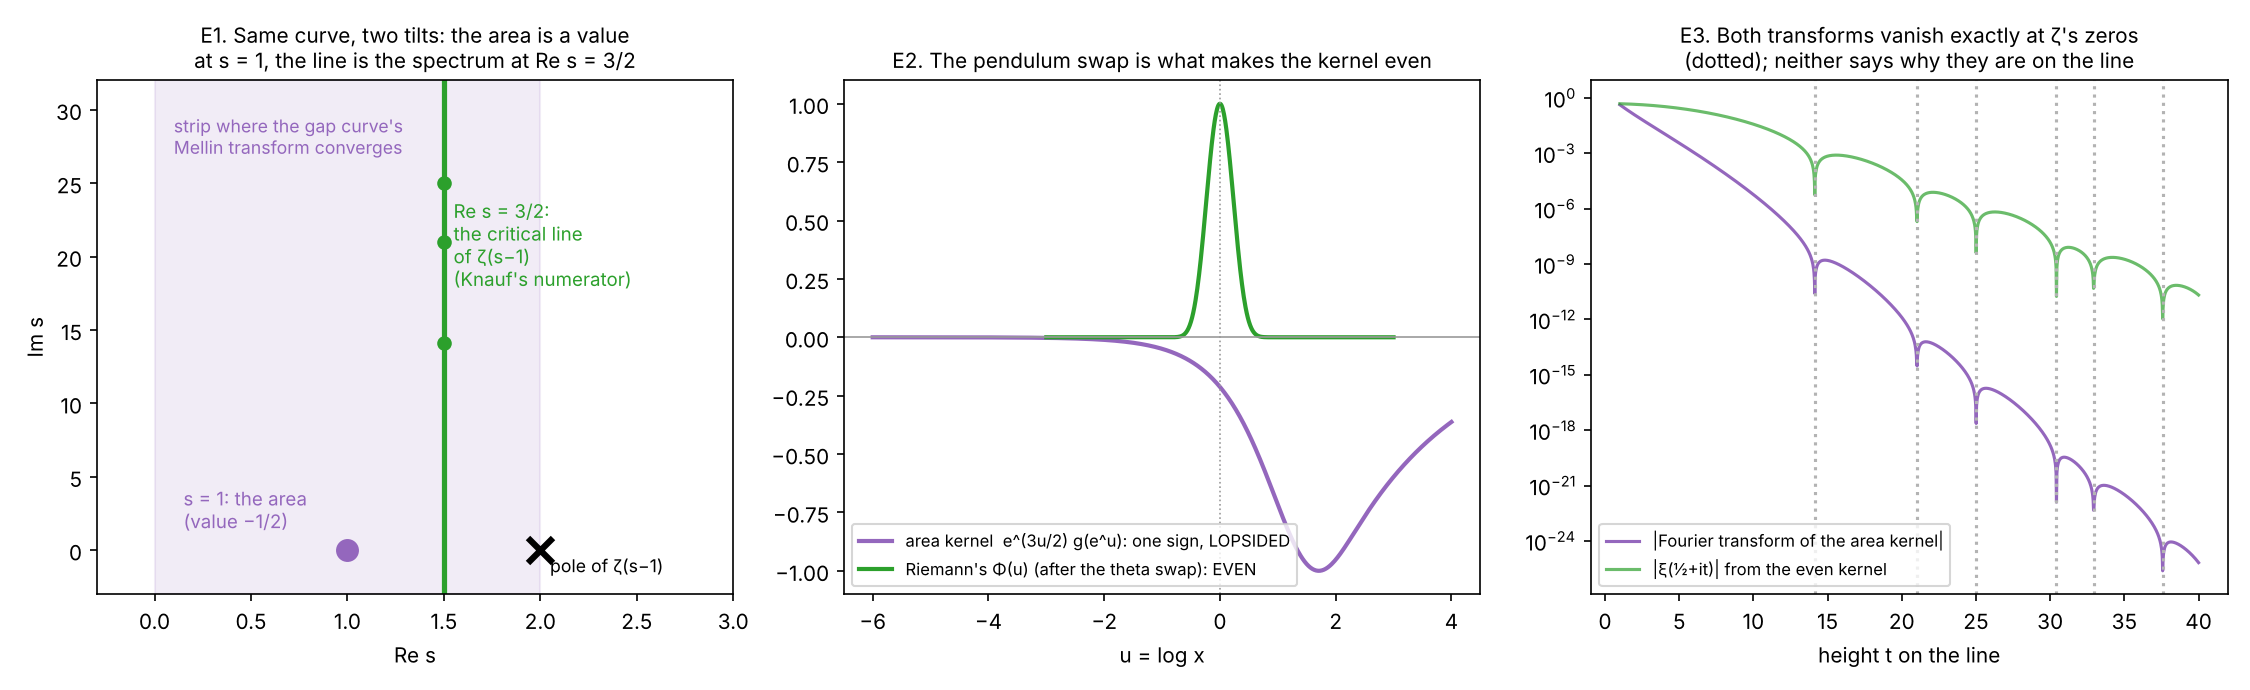 E1. Same curve, two tilts: the area is a value
at s = 1, the line is the spectrum at Re s = 3/2
30
25
20
15
10
5
0
Im s
strip where the gap curve's
Mellin transform converges
Re s = 3/2:
the critical line
of ζ(s−1)
(Knauf's numerator)
s = 1: the area
(value −1/2)
pole of ζ(s−1)
0.0 0.5 1.0 1.5 2.0 2.5 3.0
Re s
E2. The pendulum swap is what makes the kernel even
1.00
0.75
0.50
0.25
0.00
−0.25
−0.50
−0.75
−1.00
area kernel e^(3u/2) g(e^u): one sign, LOPSIDED
Riemann's Φ(u) (after the theta swap): EVEN
−6 −4 −2 0 2 4
u = log x
E3. Both transforms vanish exactly at ζ's zeros
(dotted); neither says why they are on the line
10⁰
10⁻³
10⁻⁶
10⁻⁹
10⁻¹²
10⁻¹⁵
10⁻¹⁸
10⁻²¹
10⁻²⁴
|Fourier transform of the area kernel|
|ξ(½+it)| from the even kernel
0 5 10 15 20 25 30 35 40
height t on the line